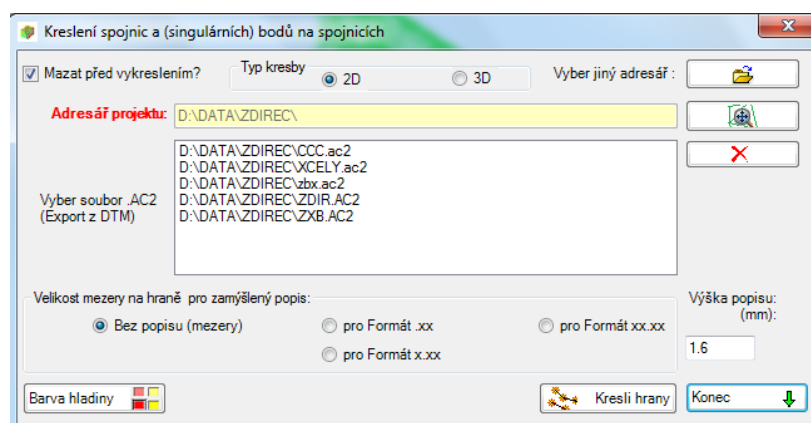 Kreslení spojnic a (singulárních) bodů na spojnicích
Mazat před vykreslením?
Typ kresby
2D
3D
Vyber jiný adresář :
Adresář projektu:
D:\DATA\ZDIREC\
Vyber soubor .AC2
(Export z DTM)
D:\DATA\ZDIREC\CCC.ac2
D:\DATA\ZDIREC\XCELY.ac2
D:\DATA\ZDIREC\zbx.ac2
D:\DATA\ZDIREC\ZDIR.AC2
D:\DATA\ZDIREC\ZXB.AC2
Velikost mezery na hraně pro zamýšlený popis:
Bez popisu (mezery)
pro Formát .xx
pro Formát xx.xx
pro Formát x.xx
Výška popisu:
(mm):
1.6
Barva hladiny
Kresli hrany
Konec